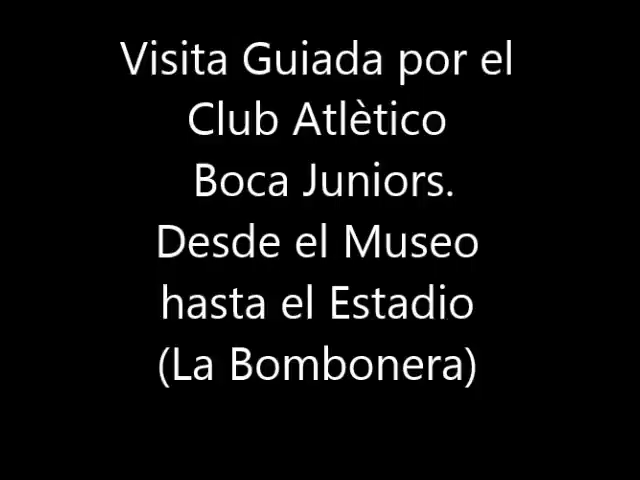 Visita Guiada por el
Club Atlètico
Boca Juniors.
Desde el Museo
hasta el Estadio
(La Bombonera)